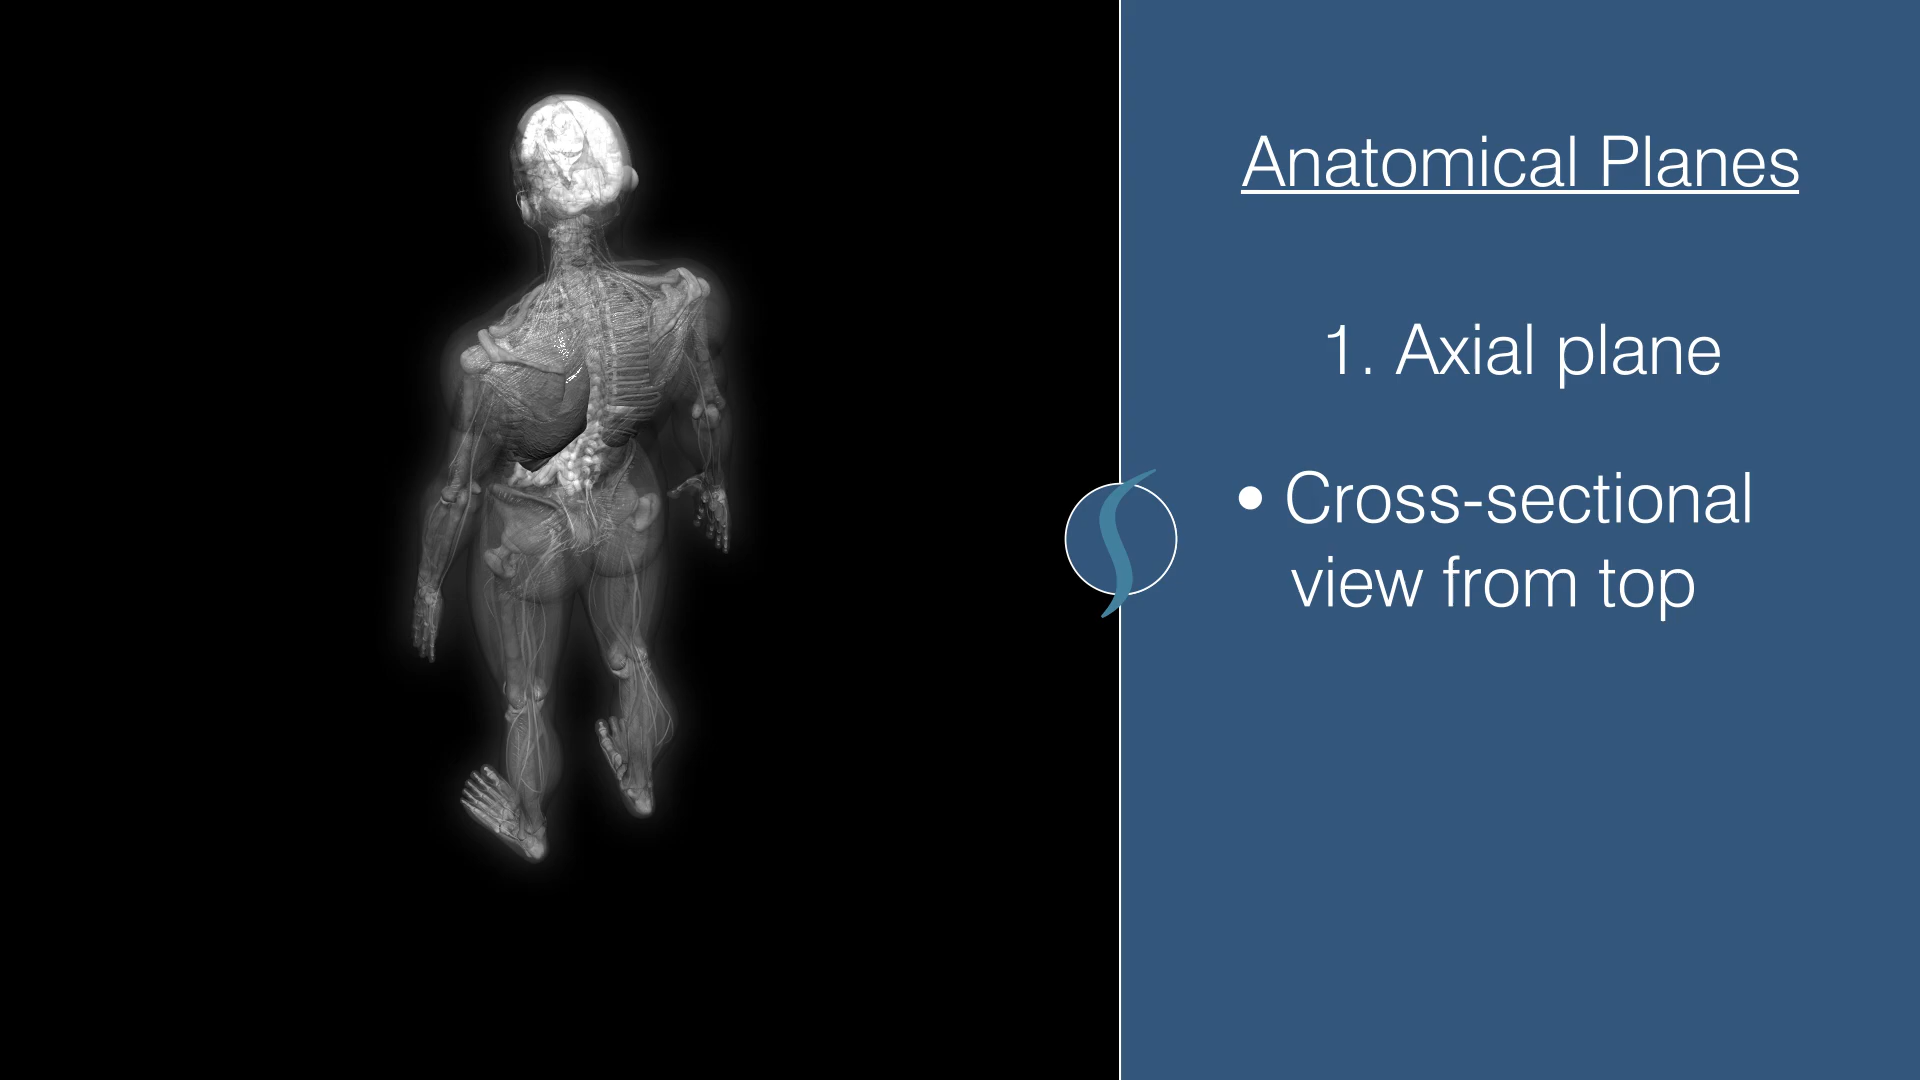 Anatomical Planes
1. Axial plane
• Cross-sectional
view from top